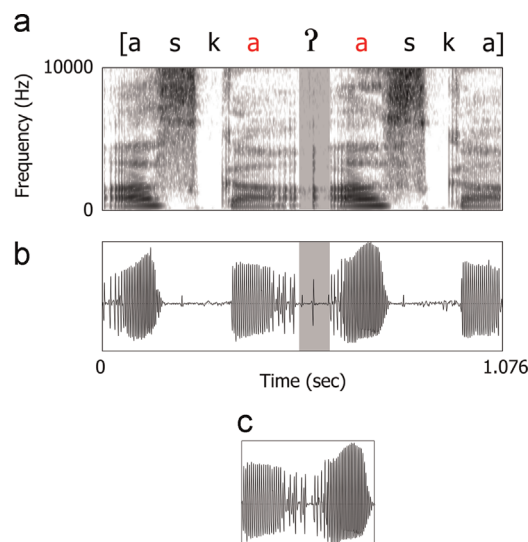 a
[a s k a ʔ a s k a]
10000
Frequency (Hz)
0
b
0 Time (sec) 1.076
c